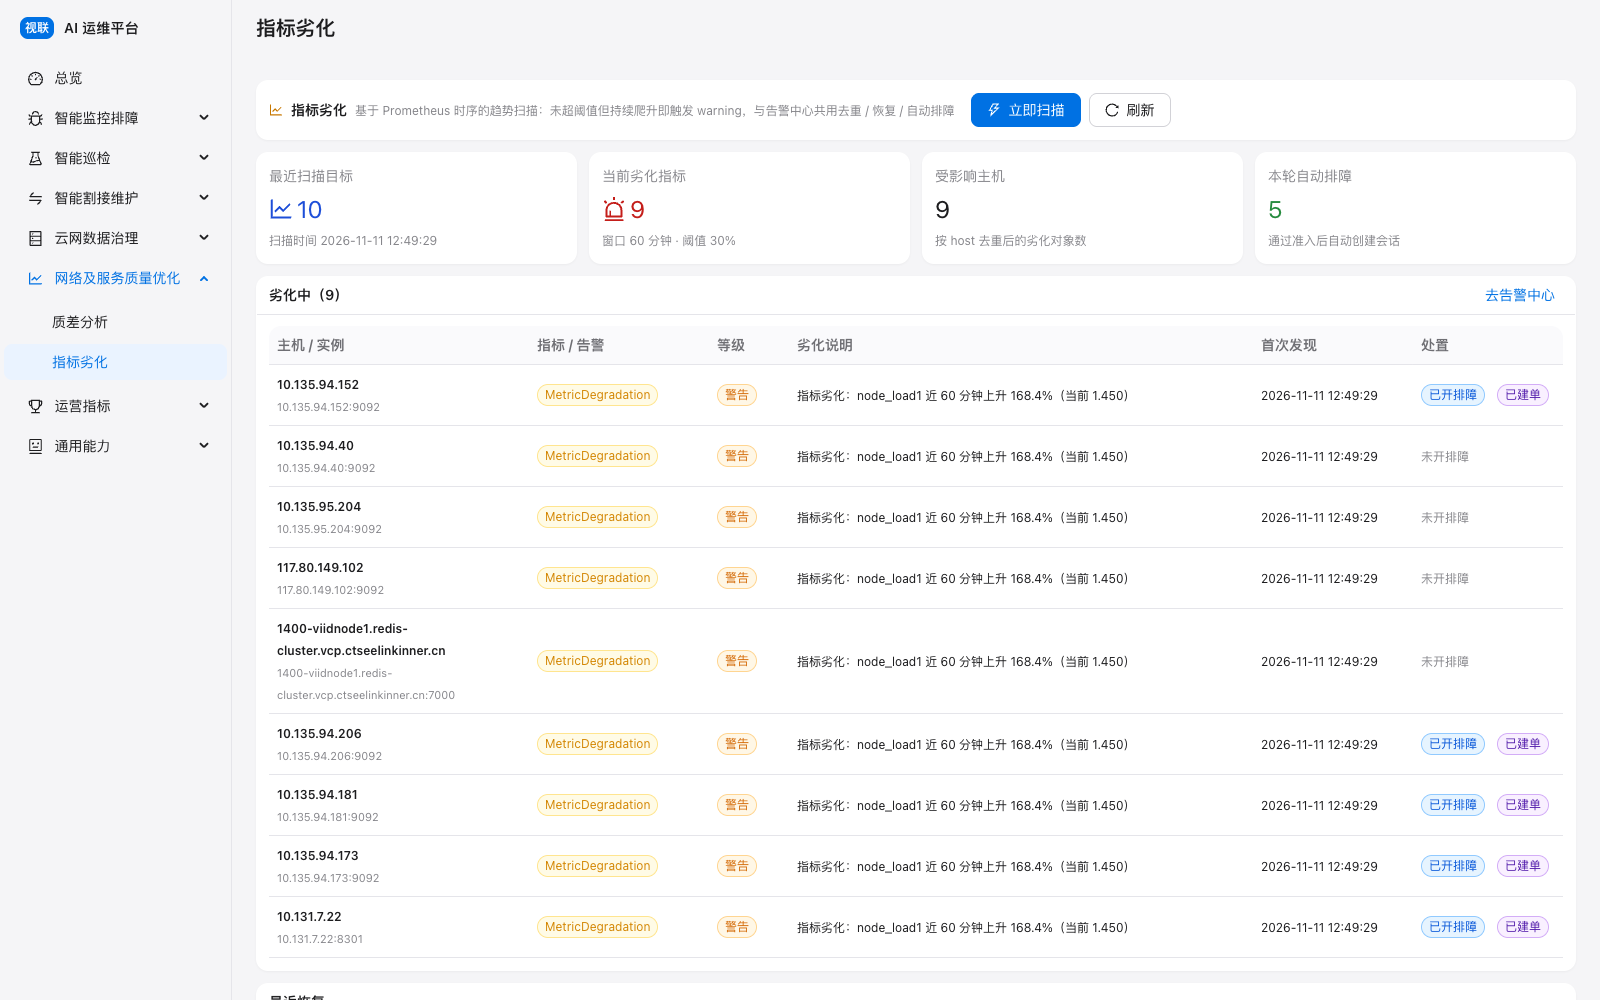 视联 AI 运维平台
总览
智能监控排障
智能巡检
智能割接维护
云网数据治理
网络及服务质量优化
质差分析
指标劣化
运营指标
通用能力
指标劣化
指标劣化 基于 Prometheus 时序的趋势扫描：未超阈值但持续爬升即触发 warning，与告警中心共用去重 / 恢复 / 自动排障 立即扫描 刷新
最近扫描目标
10
扫描时间 2026-11-11 12:49:29
当前劣化指标
9
窗口 60 分钟 · 阈值 30%
受影响主机
9
按 host 去重后的劣化对象数
本轮自动排障
5
通过准入后自动创建会话
劣化中（9） 去告警中心
主机 / 实例 指标 / 告警 等级 劣化说明 首次发现 处置
10.135.94.152
10.135.94.152:9092
MetricDegradation 警告 指标劣化：node_load1 近 60 分钟上升 168.4%（当前 1.450） 2026-11-11 12:49:29 已开排障 已建单
10.135.94.40
10.135.94.40:9092
MetricDegradation 警告 指标劣化：node_load1 近 60 分钟上升 168.4%（当前 1.450） 2026-11-11 12:49:29 未开排障
10.135.95.204
10.135.95.204:9092
MetricDegradation 警告 指标劣化：node_load1 近 60 分钟上升 168.4%（当前 1.450） 2026-11-11 12:49:29 未开排障
117.80.149.102
117.80.149.102:9092
MetricDegradation 警告 指标劣化：node_load1 近 60 分钟上升 168.4%（当前 1.450） 2026-11-11 12:49:29 未开排障
1400-viidnode1.redis-
cluster.vcp.ctseelinkinner.cn
1400-viidnode1.redis-
cluster.vcp.ctseelinkinner.cn:7000
MetricDegradation 警告 指标劣化：node_load1 近 60 分钟上升 168.4%（当前 1.450） 2026-11-11 12:49:29 未开排障
10.135.94.206
10.135.94.206:9092
MetricDegradation 警告 指标劣化：node_load1 近 60 分钟上升 168.4%（当前 1.450） 2026-11-11 12:49:29 已开排障 已建单
10.135.94.181
10.135.94.181:9092
MetricDegradation 警告 指标劣化：node_load1 近 60 分钟上升 168.4%（当前 1.450） 2026-11-11 12:49:29 已开排障 已建单
10.135.94.173
10.135.94.173:9092
MetricDegradation 警告 指标劣化：node_load1 近 60 分钟上升 168.4%（当前 1.450） 2026-11-11 12:49:29 已开排障 已建单
10.131.7.22
10.131.7.22:8301
MetricDegradation 警告 指标劣化：node_load1 近 60 分钟上升 168.4%（当前 1.450） 2026-11-11 12:49:29 已开排障 已建单
最近恢复